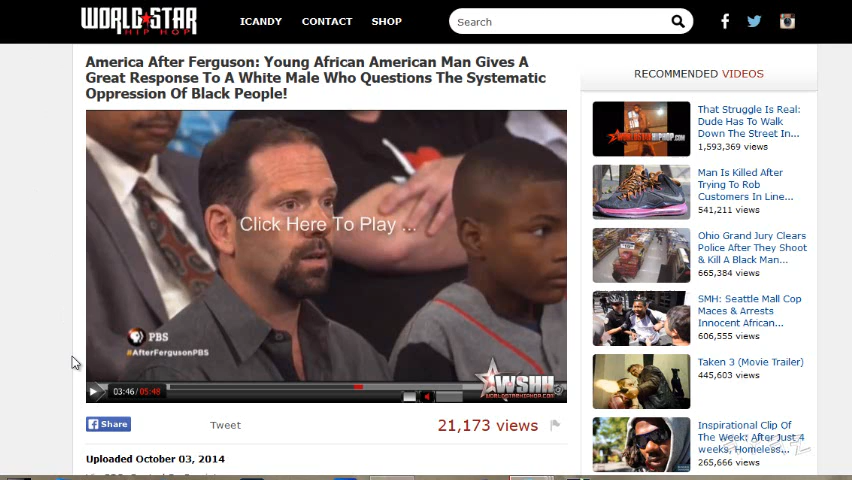 WORLD STAR
HIP HOP
ICANDY
CONTACT
SHOP
Search
America After Ferguson: Young African American Man Gives A
Great Response To A White Male Who Questions The Systematic
Oppression Of Black People!
Click Here To Play ...
PBS
#AfterFergusonPBS
03:46/05:48
WSHH
WORLDSTARHIPHOP.COM
Share
Tweet
21,173 views
Uploaded October 03, 2014
RECOMMENDED VIDEOS
WORLDSTARHIPHOP.COM
That Struggle Is Real:
Dude Has To Walk
Down The Street In...
1,593,369 views
Man Is Killed After
Trying To Rob
Customers In Line...
541,211 views
Ohio Grand Jury Clears
Police After They Shoot
& Kill A Black Man...
665,384 views
SMH: Seattle Mall Cop
Maces & Arrests
Innocent African...
606,555 views
Taken 3 (Movie Trailer)
445,603 views
Inspirational Clip Of
The Week: After Just 4
weeks, Homeless...
265,666 views